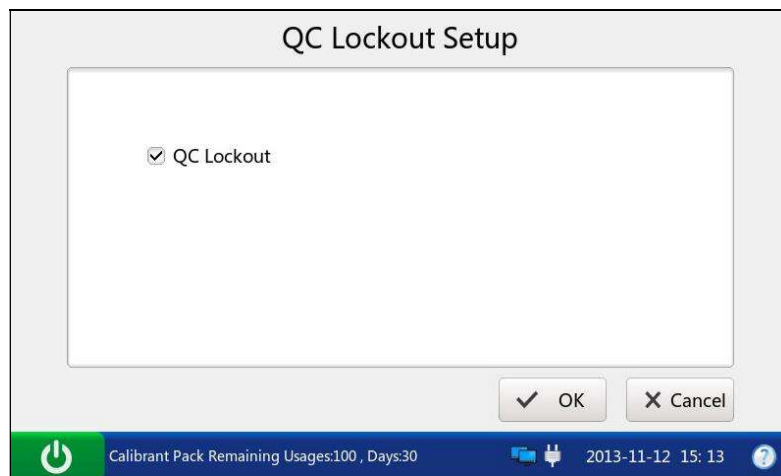 QC Lockout Setup
QC Lockout
OK Cancel
Calibrant Pack Remaining Usages:100 , Days:30 2013-11-12 15: 13 ?